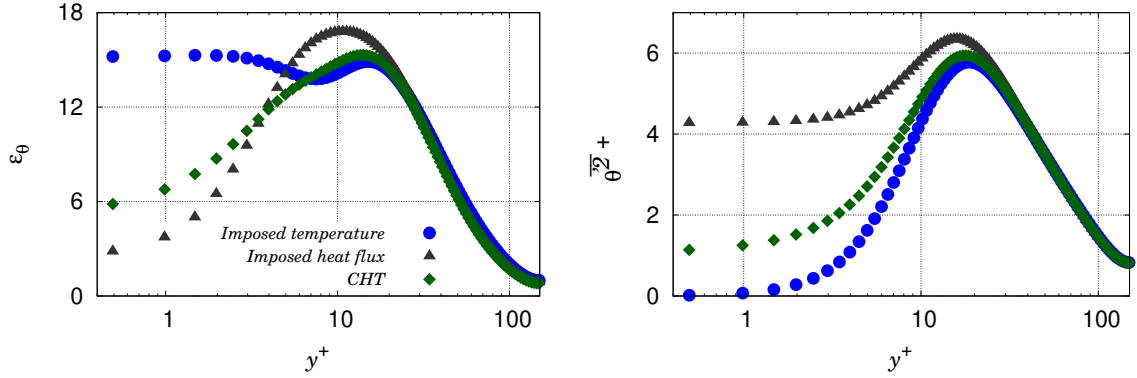 18
12
6
0
1
10
100
ε_θ
y⁺
Imposed temperature
Imposed heat flux
CHT
6
4
2
0
1
10
100
θ'² +
y⁺